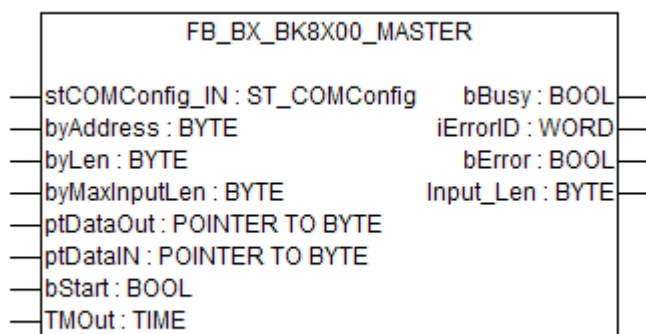 FB_BX_BK8X00_MASTER
stCOMConfig_IN : ST_COMConfig bBusy : BOOL
byAddress : BYTE iErrorID : WORD
byLen : BYTE bError : BOOL
byMaxInputLen : BYTE Input_Len : BYTE
ptDataOut : POINTER TO BYTE
ptDataIN : POINTER TO BYTE
bStart : BOOL
TMOut : TIME